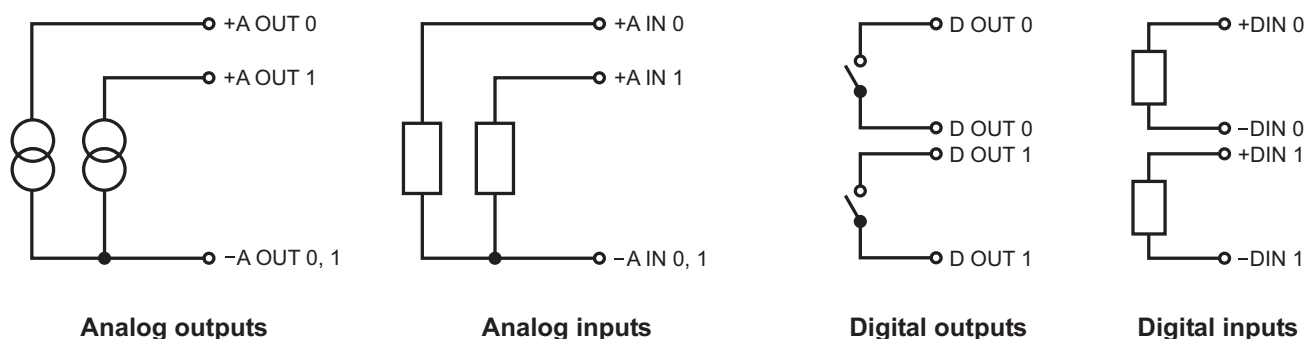 +A OUT 0
+A OUT 1
−A OUT 0, 1
Analog outputs
+A IN 0
+A IN 1
−A IN 0, 1
Analog inputs
D OUT 0
D OUT 0
D OUT 1
D OUT 1
Digital outputs
+DIN 0
−DIN 0
+DIN 1
−DIN 1
Digital inputs